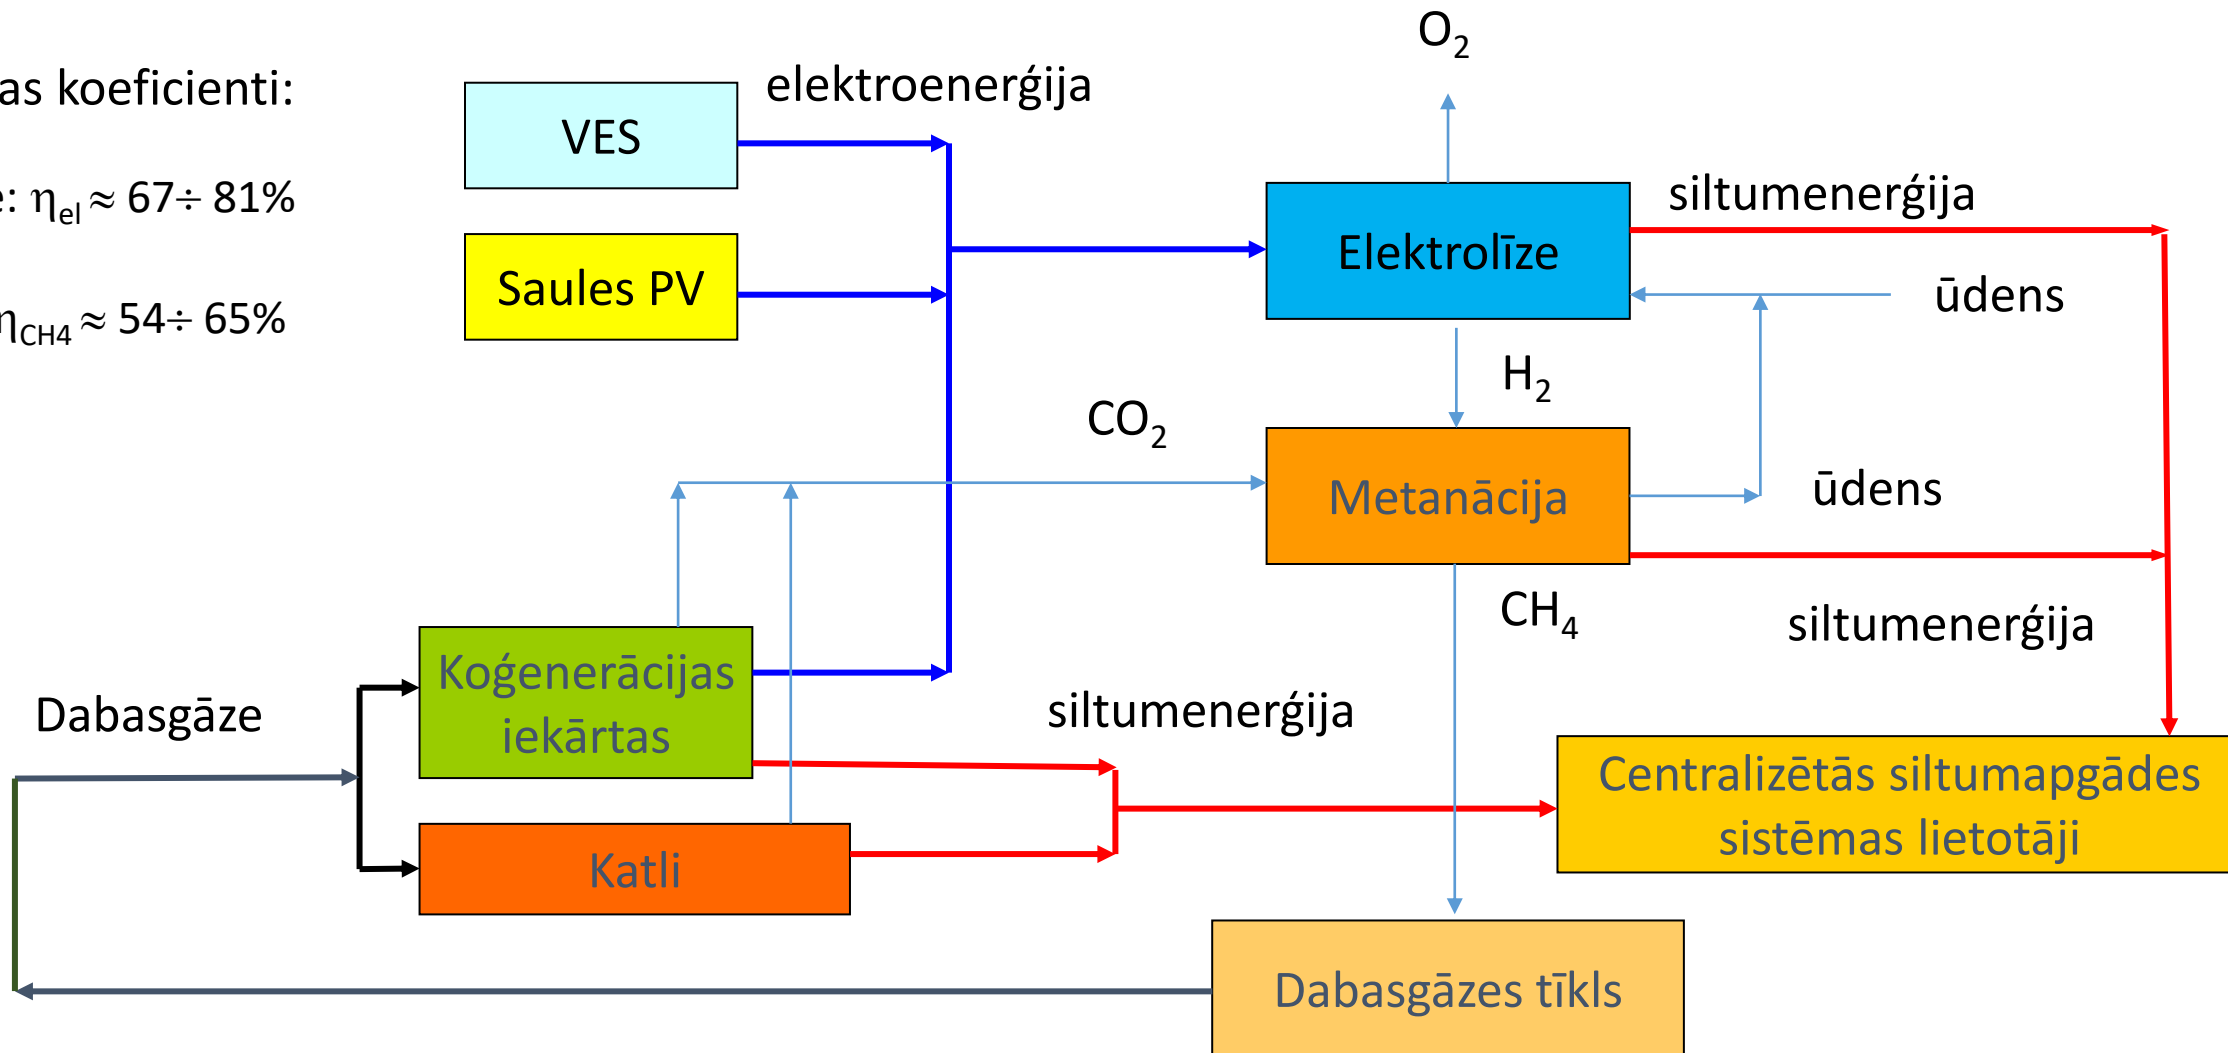 O₂
as koeficienti:
elektroenerģija
VES
siltumenerģija
e: ηel ≈ 67÷ 81%
Elektrolīze
Saules PV
ūdens
ηCH4 ≈ 54÷ 65%
H₂
CO₂
Metanācija
ūdens
CH₄
siltumenerģija
Koģenerācijas
iekārtas
Dabasgāze
siltumenerģija
Centralizētās siltumapgādes
sistēmas lietotāji
Katli
Dabasgāzes tīkls